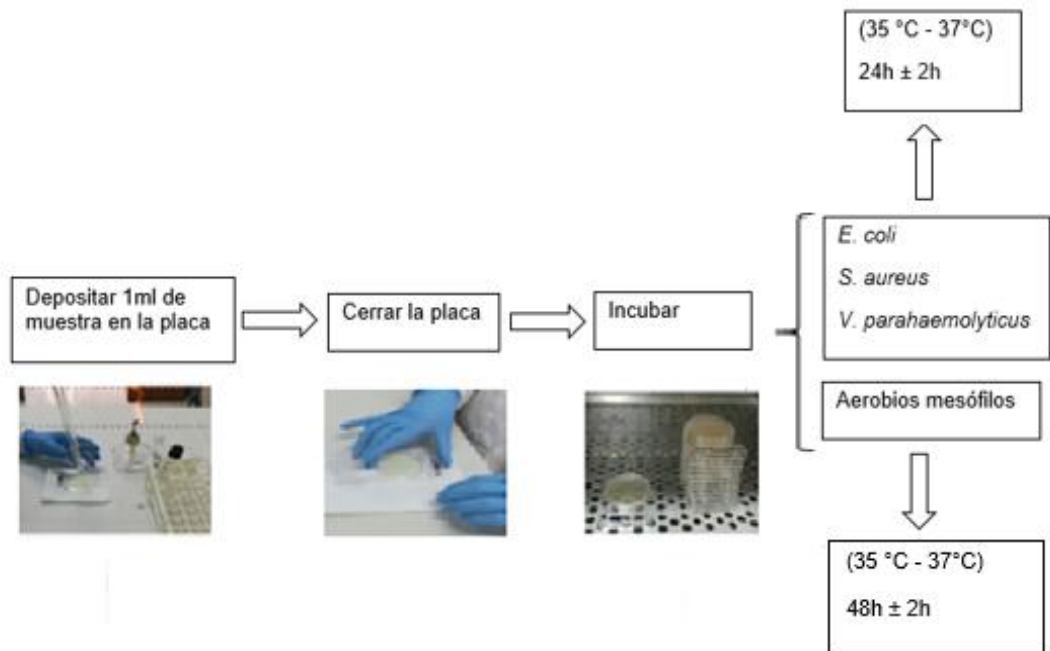 Depositar 1ml de
muestra en la placa
Cerrar la placa
Incubar
(35 °C - 37°C)
24h ± 2h
E. coli
S. aureus
V. parahaemolyticus
Aerobios mesófilos
(35 °C - 37°C)
48h ± 2h